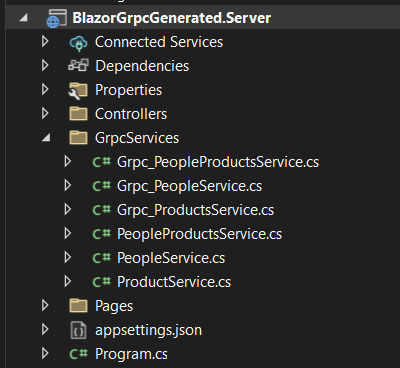 BlazorGrpcGenerated.Server
Connected Services
Dependencies
Properties
Controllers
GrpcServices
C# Grpc_PeopleProductsService.cs
C# Grpc_PeopleService.cs
C# Grpc_ProductsService.cs
C# PeopleProductsService.cs
C# PeopleService.cs
C# ProductService.cs
Pages
appsettings.json
C# Program.cs